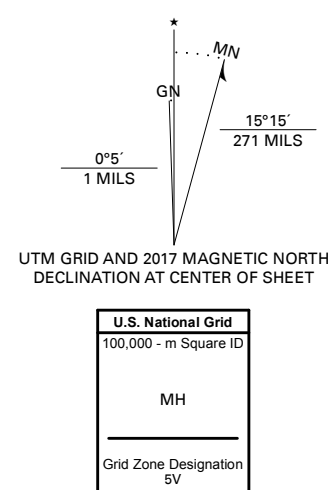 ★
MN
GN
15°15´
271 MILS
0°5´
1 MILS
UTM GRID AND 2017 MAGNETIC NORTH
DECLINATION AT CENTER OF SHEET
U.S. National Grid
100,000 - m Square ID
MH
Grid Zone Designation
5V